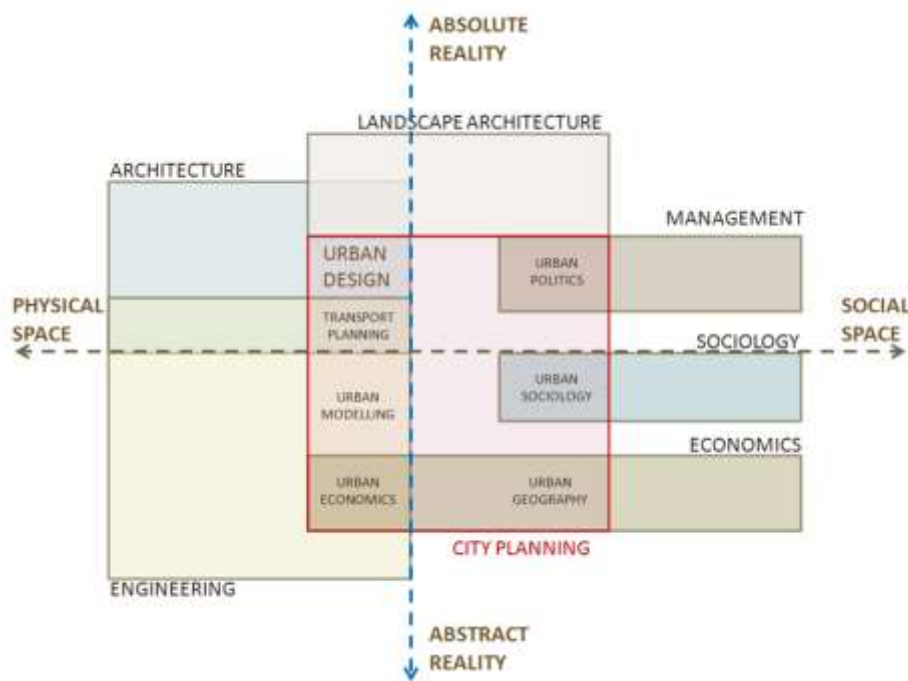 ABSOLUTE
REALITY
LANDSCAPE ARCHITECTURE
ARCHITECTURE
MANAGEMENT
URBAN
DESIGN
URBAN
POLITICS
PHYSICAL
SPACE
TRANSPORT
PLANNING
SOCIAL
SPACE
SOCIOLOGY
URBAN
SOCIOLOGY
URBAN
MODELLING
ECONOMICS
URBAN
ECONOMICS
URBAN
GEOGRAPHY
CITY PLANNING
ENGINEERING
ABSTRACT
REALITY